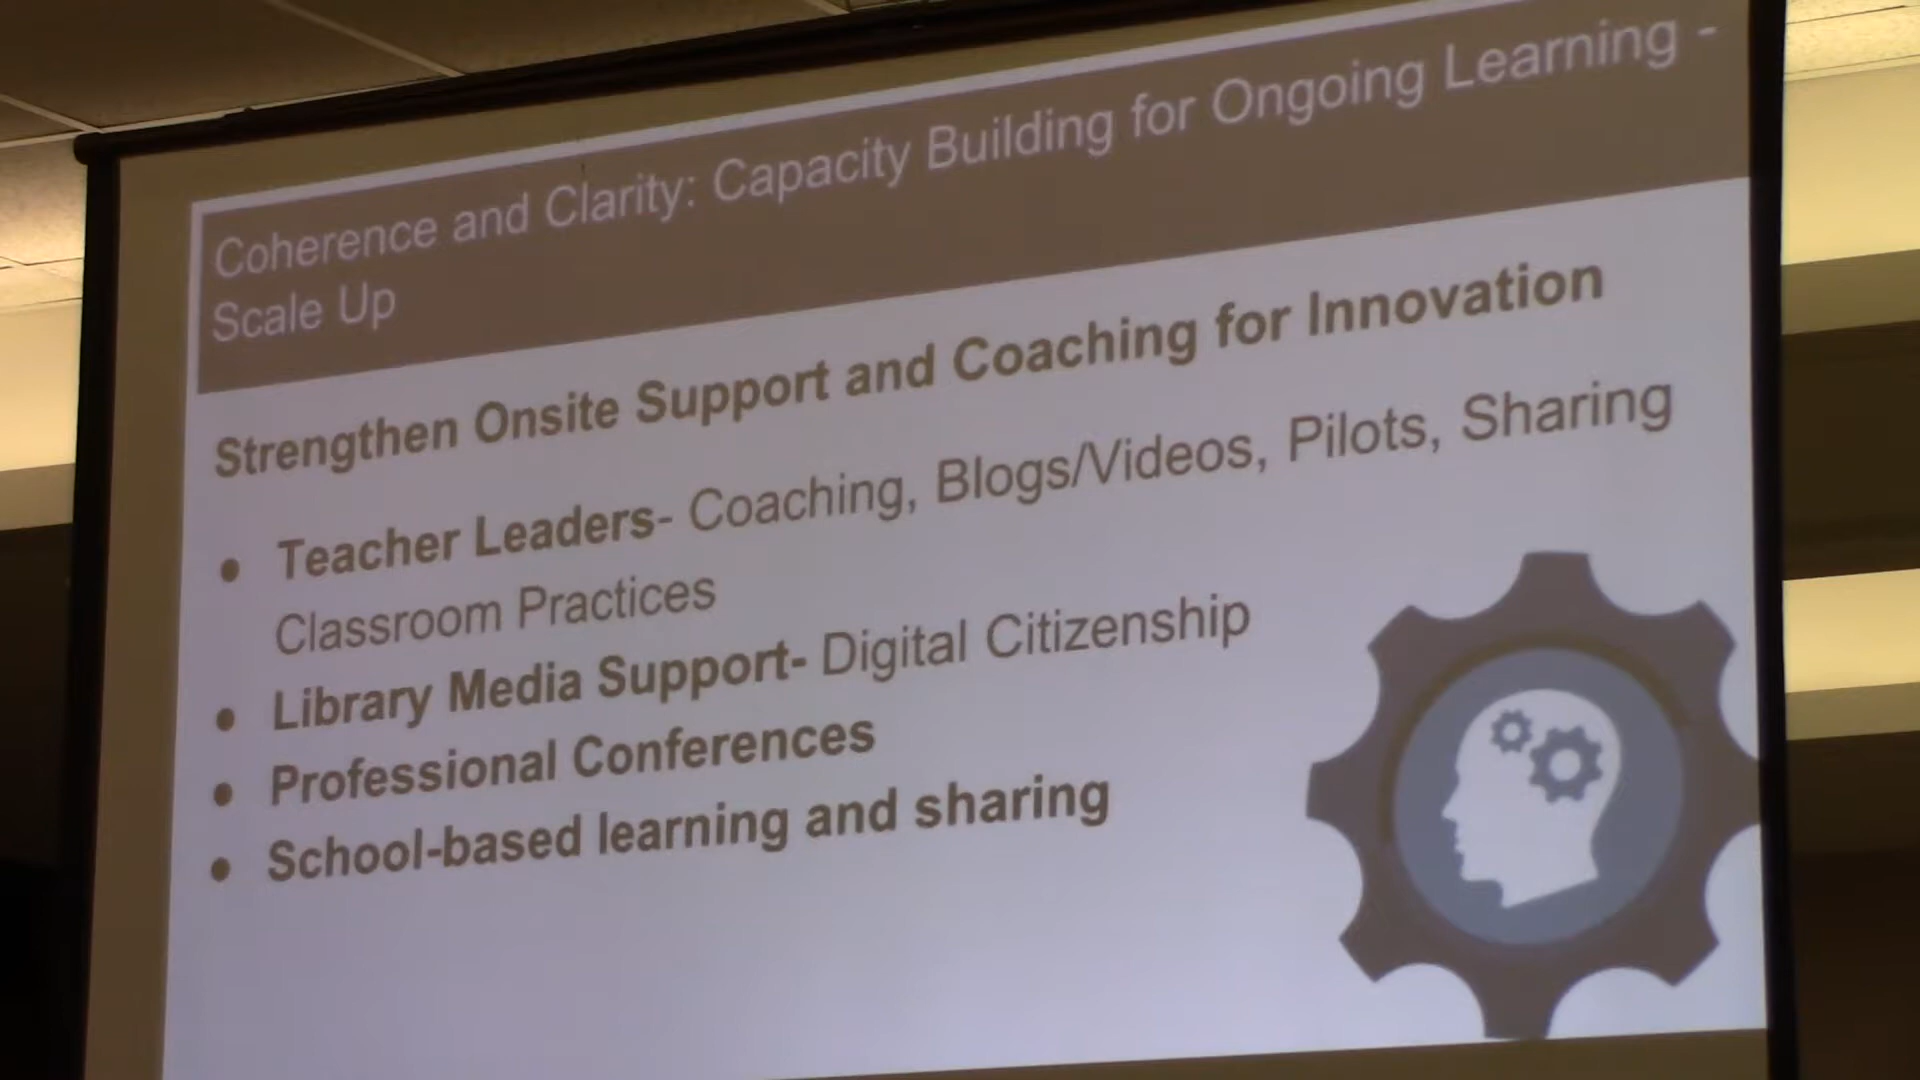 Coherence and Clarity: Capacity Building for Ongoing Learning -
Scale Up
Strengthen Onsite Support and Coaching for Innovation
● Teacher Leaders- Coaching, Blogs/Videos, Pilots, Sharing
Classroom Practices
● Library Media Support- Digital Citizenship
● Professional Conferences
● School-based learning and sharing